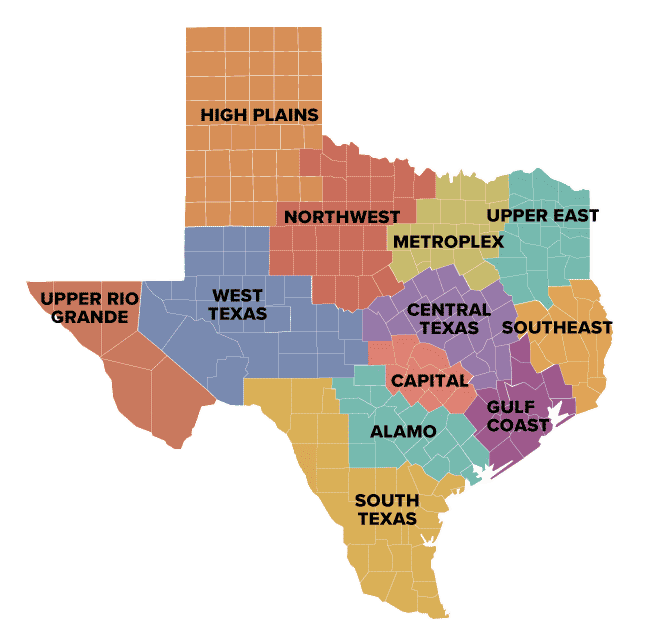 HIGH PLAINS
NORTHWEST
UPPER EAST
METROPLEX
UPPER RIO
GRANDE
WEST
TEXAS
CENTRAL
TEXAS
SOUTHEAST
CAPITAL
GULF
COAST
ALAMO
SOUTH
TEXAS